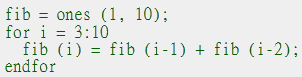 fib = ones (1, 10);
for i = 3:10
  fib (i) = fib (i-1) + fib (i-2);
endfor